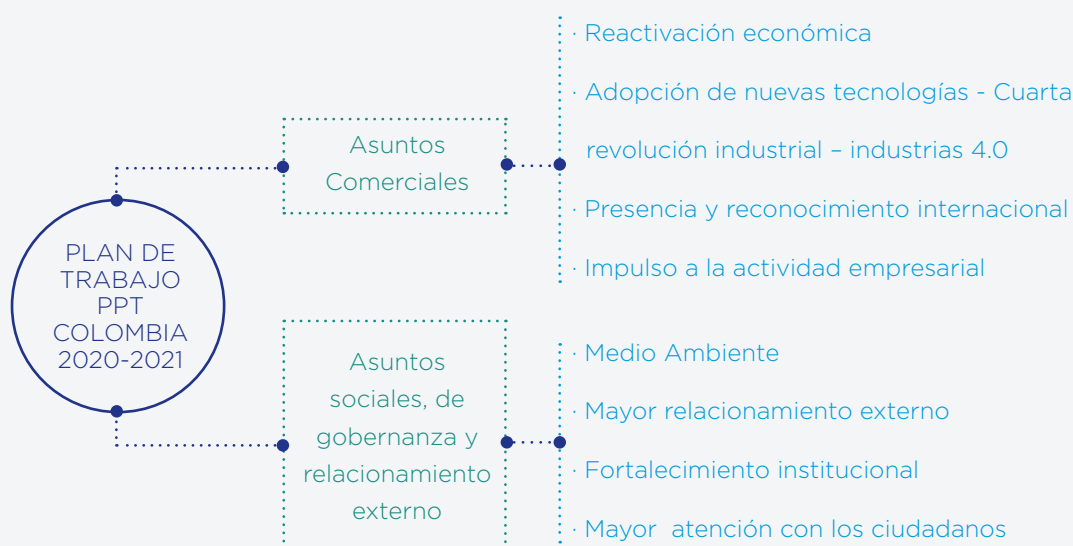 PLAN DE
TRABAJO
PPT
COLOMBIA
2020-2021
Asuntos
Comerciales
· Reactivación económica
· Adopción de nuevas tecnologías - Cuarta
revolución industrial – industrias 4.0
· Presencia y reconocimiento internacional
· Impulso a la actividad empresarial
Asuntos
sociales, de
gobernanza y
relacionamiento
externo
· Medio Ambiente
· Mayor relacionamiento externo
· Fortalecimiento institucional
· Mayor  atención con los ciudadanos